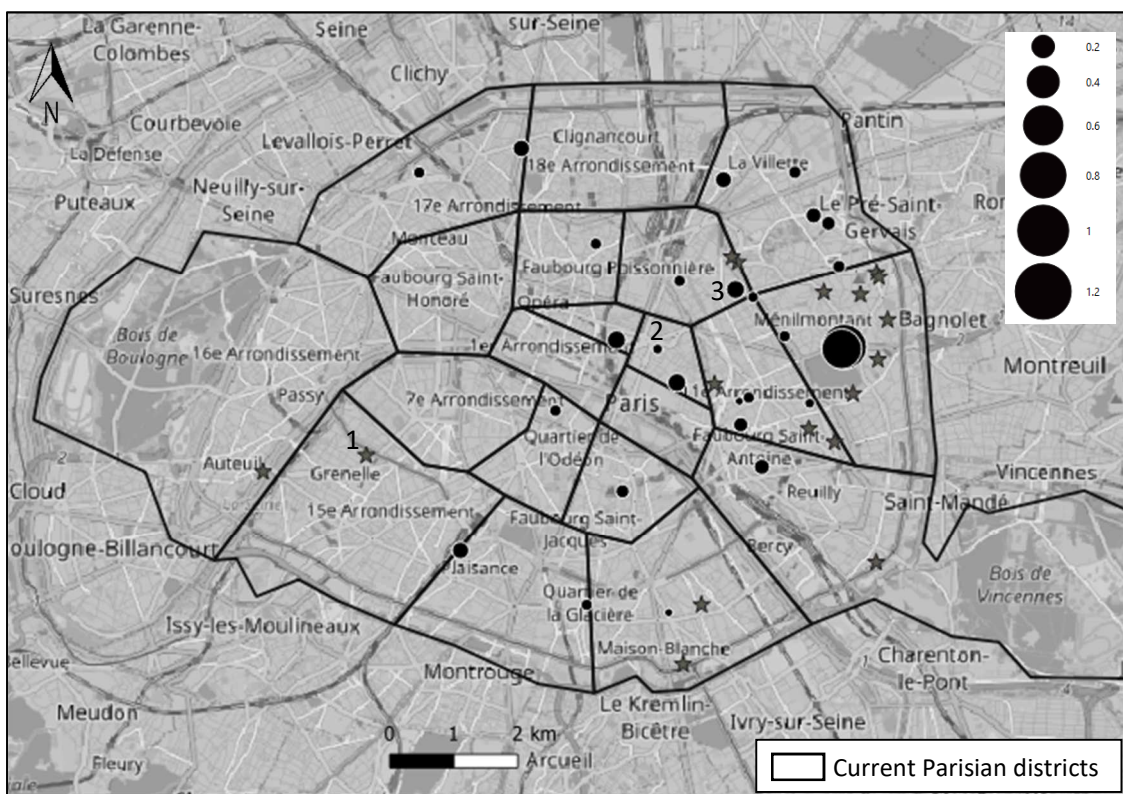 La Garenne-
Colombes
Seine
sur-Seine
14
Clichy
N
Courbevoie
Levallois-Perret
La Défense
Neuilly-sur-
Seine
Puteaux
Clignancourt
18e Arrondissement
La Villette
Pantin
17e Arrondissement
Monceau
Le Pré-Saint-
Gervais
Faubourg Saint-
Honoré
Faubourg Poissonnière
Suresnes
Opéra
3
Ménilmontant
Bagnolet
Bois de
Boulogne
16e Arrondissement
1er Arrondissement
2
Montreuil
Passy
7e Arrondissement
Paris
11e Arrondissement
1
Auteuil
Grenelle
Quartier de
l'Odéon
Faubourg Saint-
Antoine
2
Cloud
Vincennes
Reuilly
Saint-Mandé
15e Arrondissement
Faubourg Saint-
Jacques
Bercy
oulogne-Billancourt
Plaisance
Bois de
Vincennes
Quartier de
la Glacière
Issy-les-Moulineaux
Maison-Blanche
Bellevue
Montrouge
Charenton-
le-Pont
1
4
Meudon
Le Kremlin-
Bicêtre
Ivry-sur-Seine
0 1 2 km
Arcueil
Fleury
0.2
0.4
0.6
0.8
1
1.2
Current Parisian districts